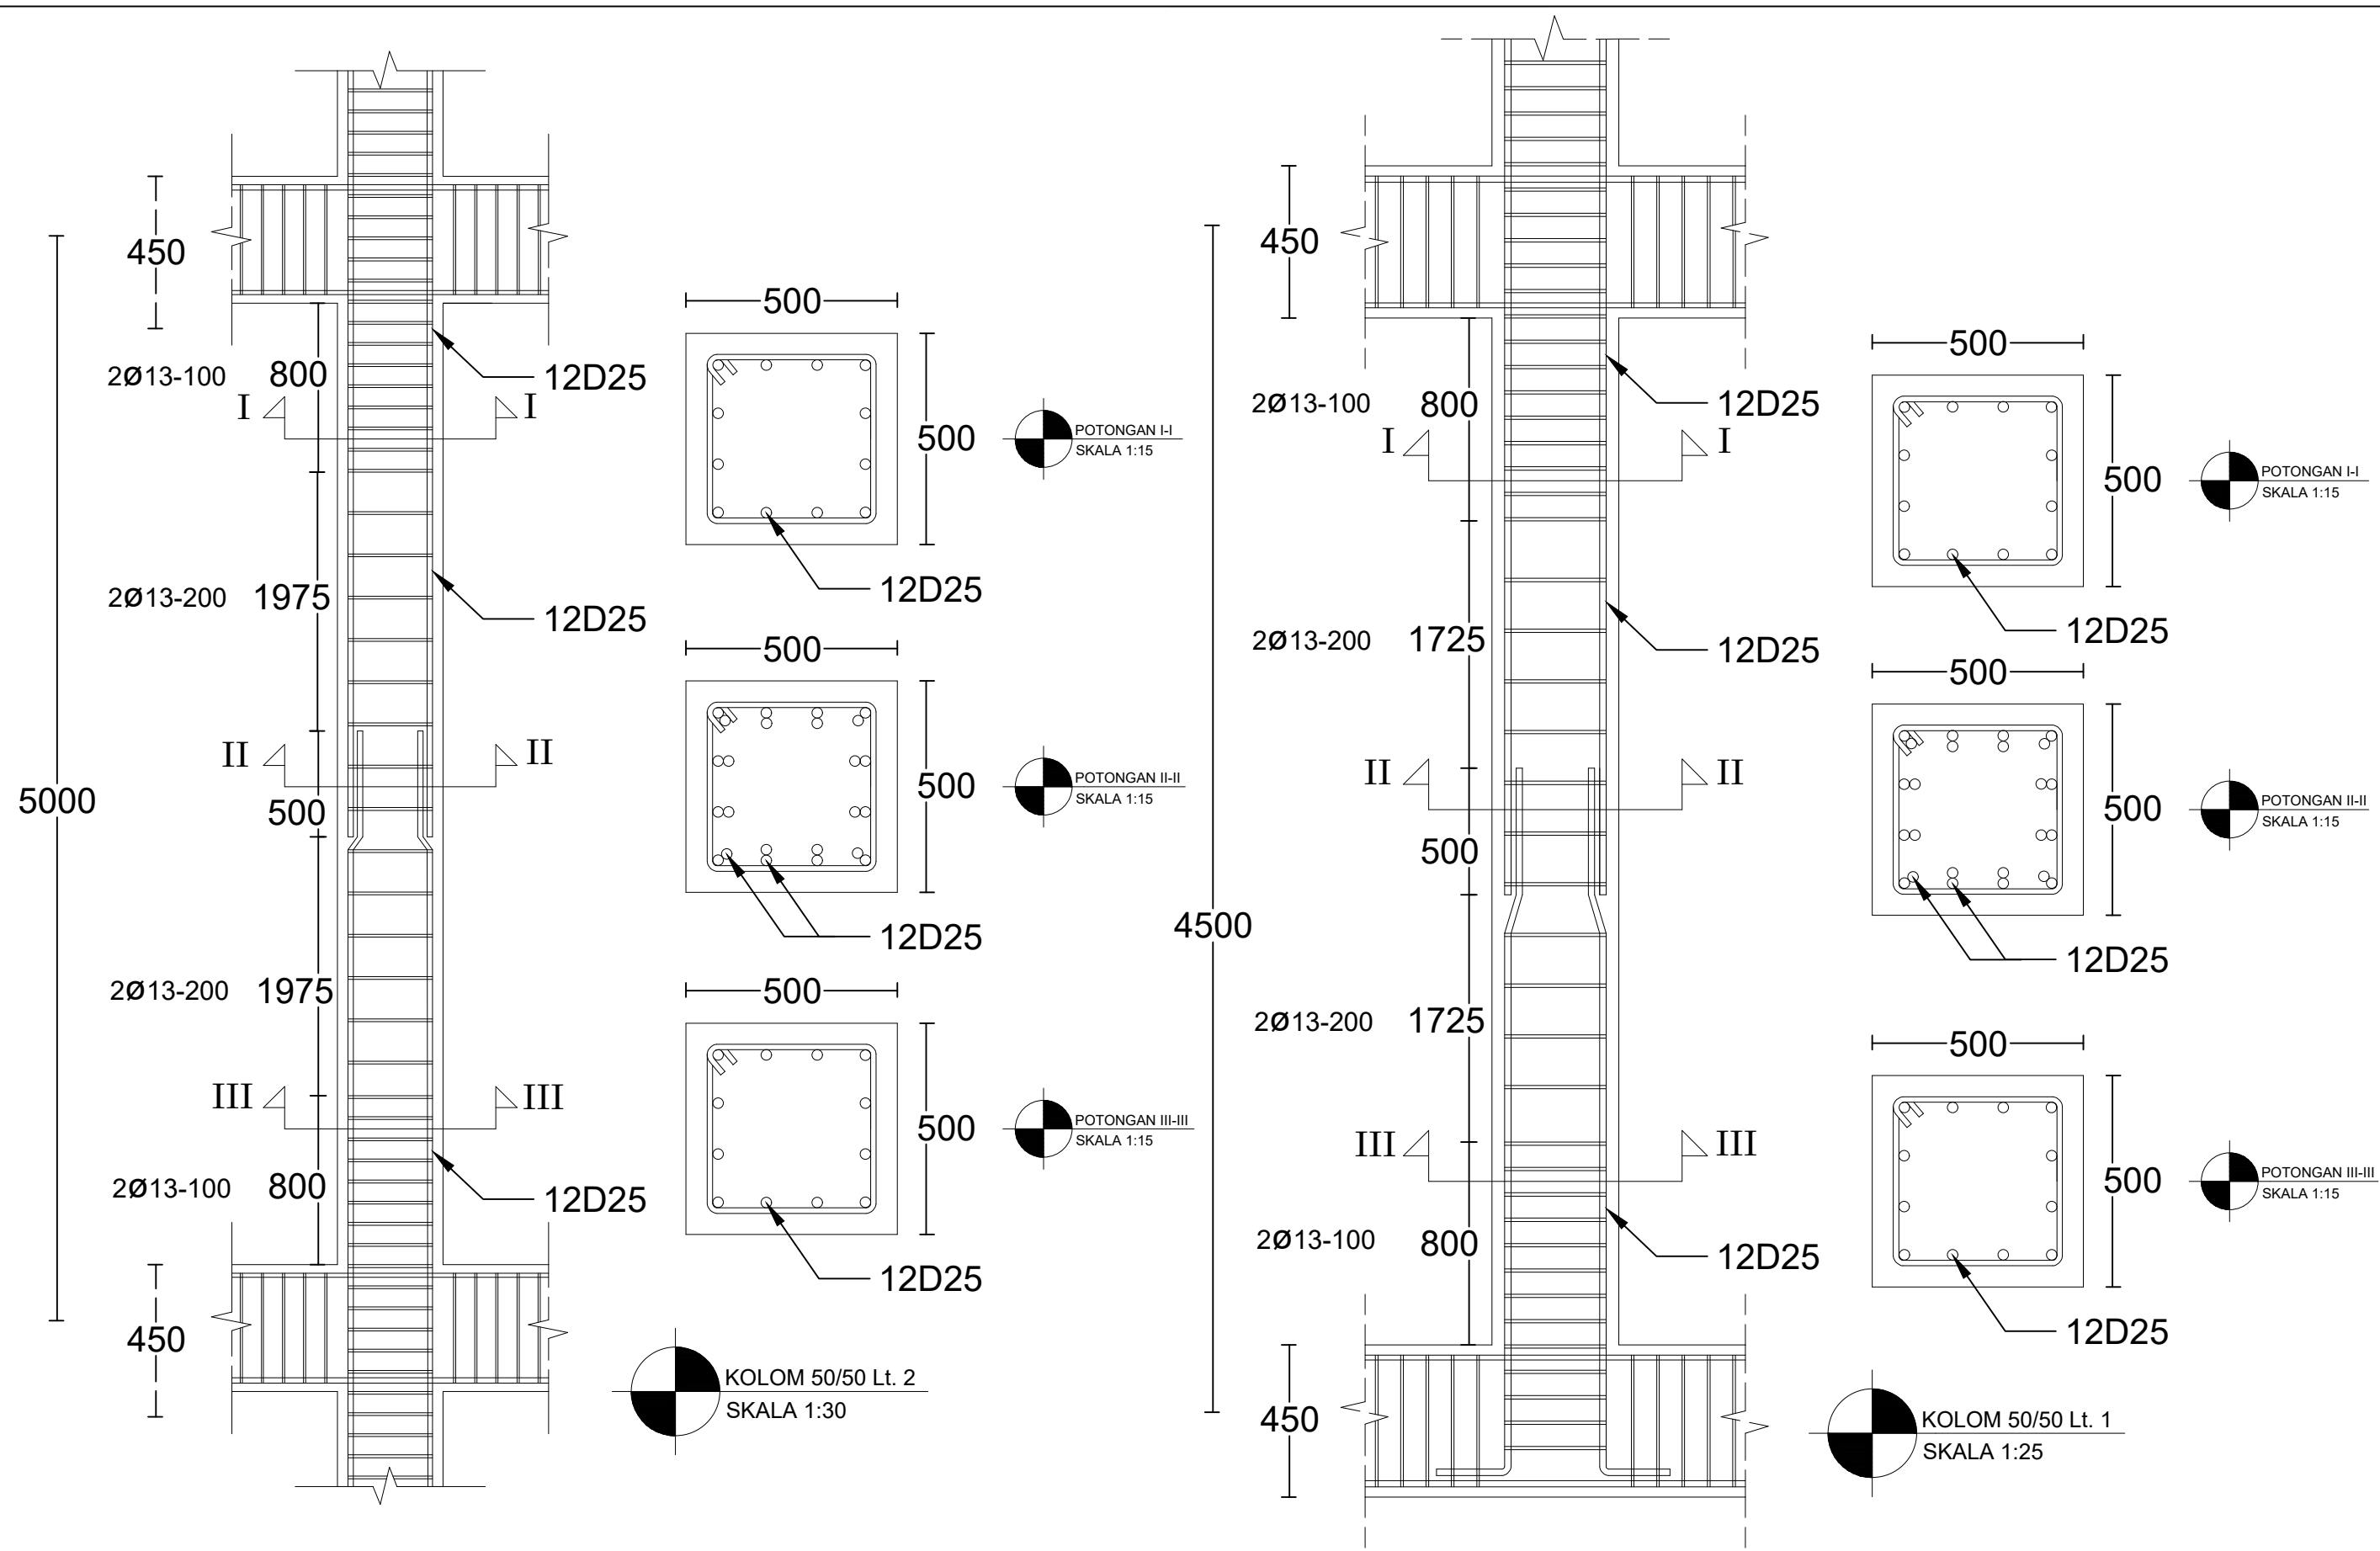 450
5000
2Ø13-100
800
I
I
12D25
2Ø13-200
1975
12D25
II
II
500
2Ø13-200
1975
III
III
2Ø13-100
800
12D25
450
500
500
12D25
POTONGAN I-I
SKALA 1:15
500
500
12D25
POTONGAN II-II
SKALA 1:15
500
500
12D25
POTONGAN III-III
SKALA 1:15
KOLOM 50/50 Lt. 2
SKALA 1:30
450
4500
2Ø13-100
800
I
I
12D25
2Ø13-200
1725
12D25
II
II
500
2Ø13-200
1725
III
III
2Ø13-100
800
12D25
450
500
500
12D25
POTONGAN I-I
SKALA 1:15
500
500
12D25
POTONGAN II-II
SKALA 1:15
500
500
12D25
POTONGAN III-III
SKALA 1:15
KOLOM 50/50 Lt. 1
SKALA 1:25